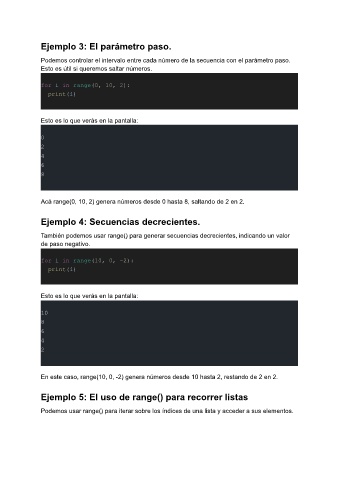 Ejemplo 3: El parámetro paso.
Podemos controlar el intervalo entre cada número de la secuencia con el parámetro paso.
Esto es útil si queremos saltar números.
for i in range(0, 10, 2):
print(i)
Esto es lo que verás en la pantalla:
0
2
4
6
8
Acá range(0, 10, 2) genera números desde 0 hasta 8, saltando de 2 en 2.
Ejemplo 4: Secuencias decrecientes.
También podemos usar range() para generar secuencias decrecientes, indicando un valor
de paso negativo.
for i in range(10, 0, -2):
print(i)
Esto es lo que verás en la pantalla:
10
8
6
4
2
En este caso, range(10, 0, -2) genera números desde 10 hasta 2, restando de 2 en 2.
Ejemplo 5: El uso de range() para recorrer listas
Podemos usar range() para iterar sobre los índices de una lista y acceder a sus elementos.